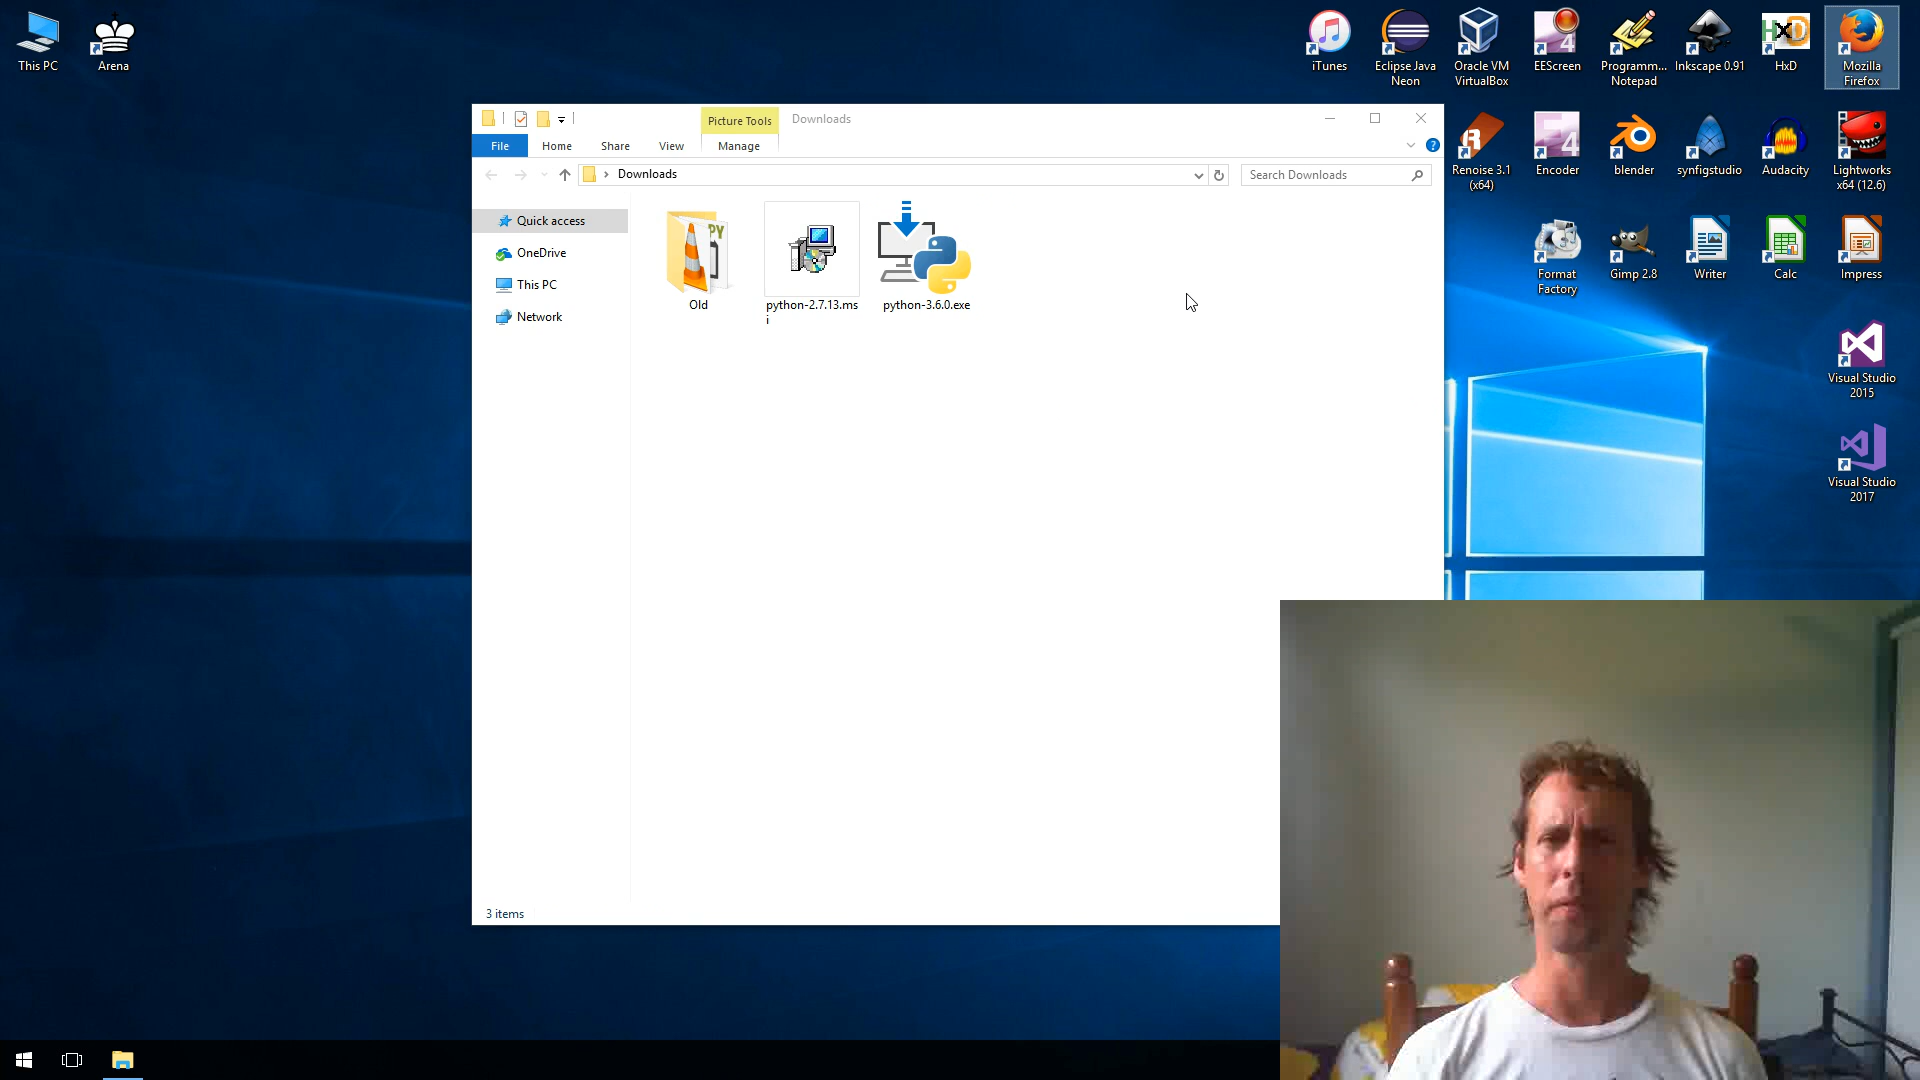 This PC
Arena
iTunes
Eclipse Java
Neon
Oracle VM
VirtualBox
EEScreen
Programm...
Notepad
Inkscape 0.91
HxD
Mozilla
Firefox
Picture Tools
Downloads
File
Home
Share
View
Manage
Downloads
Search Downloads
Quick access
OneDrive
This PC
Network
Old
python-2.7.13.ms
i
python-3.6.0.exe
Renoise 3.1
(x64)
Encoder
blender
synfigstudio
Audacity
Lightworks
x64 (12.6)
Format
Factory
Gimp 2.8
Writer
Calc
Impress
Visual Studio
2015
Visual Studio
2017
3 items